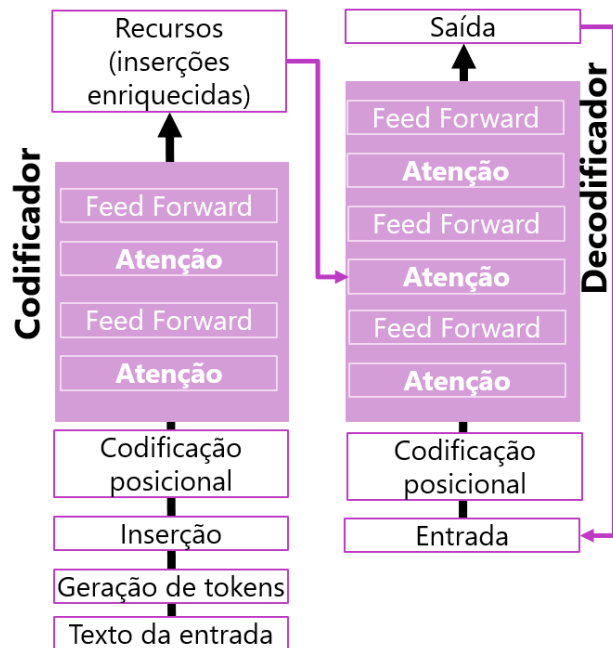 Recursos
(inserções
enriquecidas)
Codificador
Feed Forward
Atenção
Feed Forward
Atenção
Codificação
posicional
Inserção
Geração de tokens
Texto da entrada
Saída
Decodificador
Feed Forward
Atenção
Feed Forward
Atenção
Feed Forward
Atenção
Codificação
posicional
Entrada